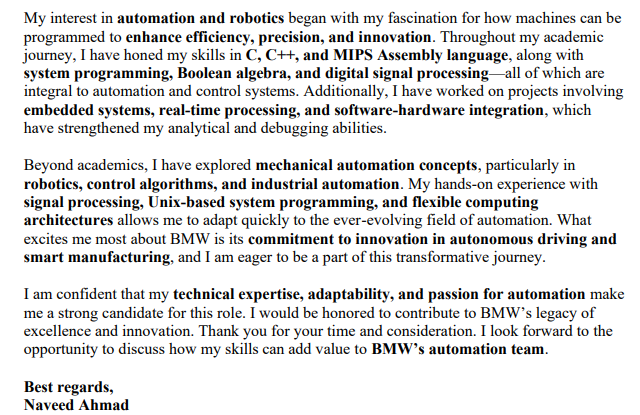 My interest in automation and robotics began with my fascination for how machines can be
programmed to enhance efficiency, precision, and innovation. Throughout my academic
journey, I have honed my skills in C, C++, and MIPS Assembly language, along with
system programming, Boolean algebra, and digital signal processing—all of which are
integral to automation and control systems. Additionally, I have worked on projects involving
embedded systems, real-time processing, and software-hardware integration, which
have strengthened my analytical and debugging abilities.
Beyond academics, I have explored mechanical automation concepts, particularly in
robotics, control algorithms, and industrial automation. My hands-on experience with
signal processing, Unix-based system programming, and flexible computing
architectures allows me to adapt quickly to the ever-evolving field of automation. What
excites me most about BMW is its commitment to innovation in autonomous driving and
smart manufacturing, and I am eager to be a part of this transformative journey.
I am confident that my technical expertise, adaptability, and passion for automation make
me a strong candidate for this role. I would be honored to contribute to BMW’s legacy of
excellence and innovation. Thank you for your time and consideration. I look forward to the
opportunity to discuss how my skills can add value to BMW’s automation team.
Best regards,
Naveed Ahmad